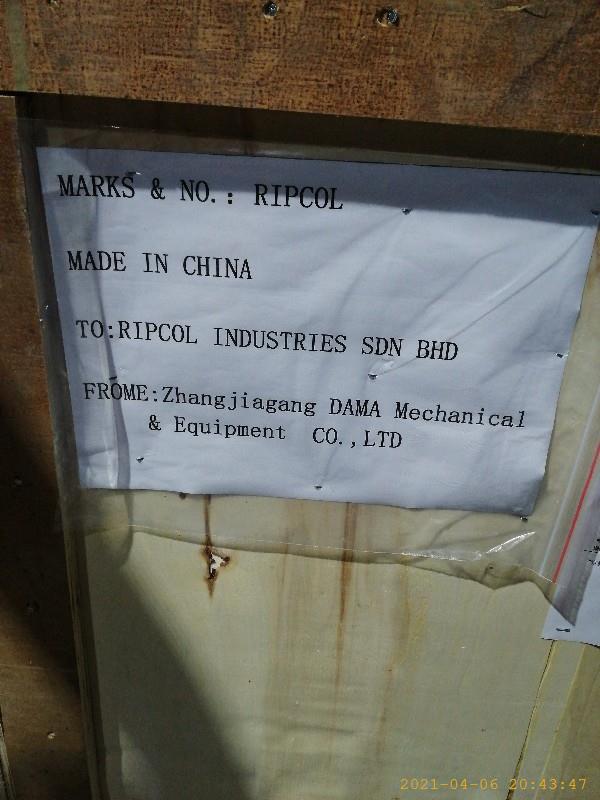 MARKS & NO.: RIPCOL
MADE IN CHINA
TO:RIPCOL INDUSTRIES SDN BHD
FROME:Zhangjiagang DAMA Mechanical
& Equipment CO.,LTD
2021-04-06 20:43:47